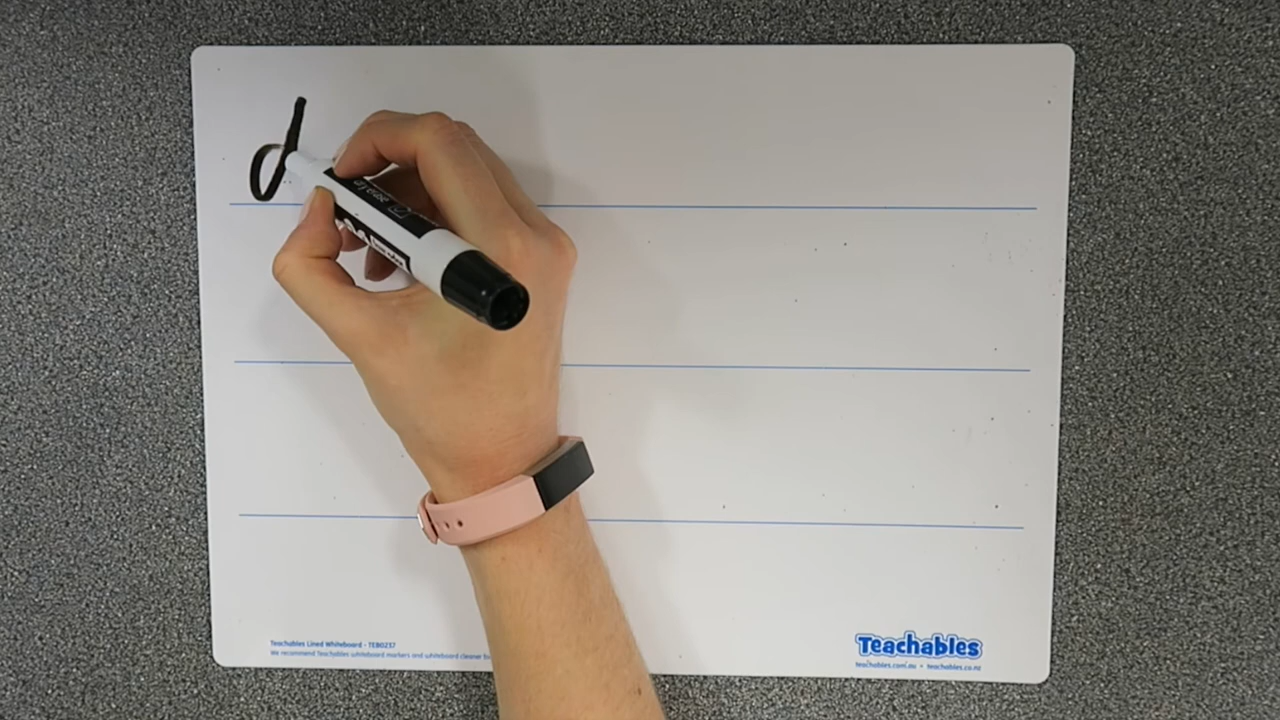 d
Teachables Lined Whiteboard - TEB0237
We recommend Teachables whiteboard markers and whiteboard cleaner
Teachables
teachables.com.au • teachables.co.nz